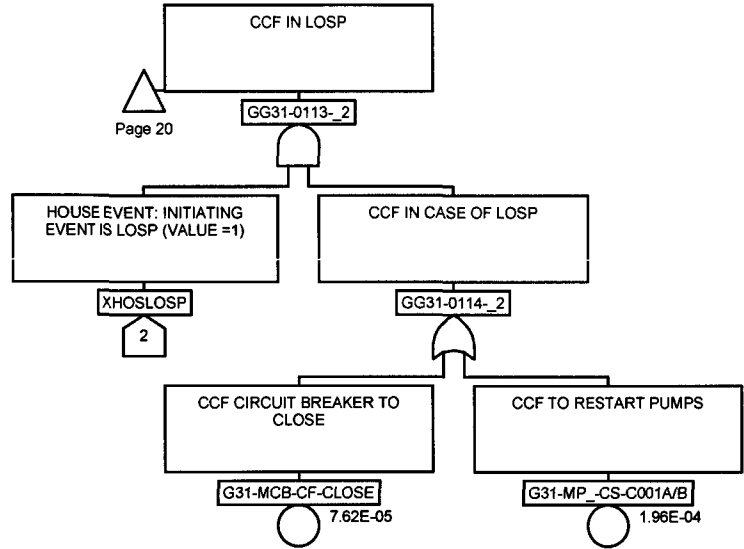 CCF IN LOSP
Page 20
GG31-0113-_2
HOUSE EVENT: INITIATING
EVENT IS LOSP (VALUE =1)
CCF IN CASE OF LOSP
XHOSLOSP
GG31-0114-_2
2
CCF CIRCUIT BREAKER TO
CLOSE
CCF TO RESTART PUMPS
G31-MCB-CF-CLOSE
G31-MP_-CS-C001A/B
7.62E-05
1.96E-04